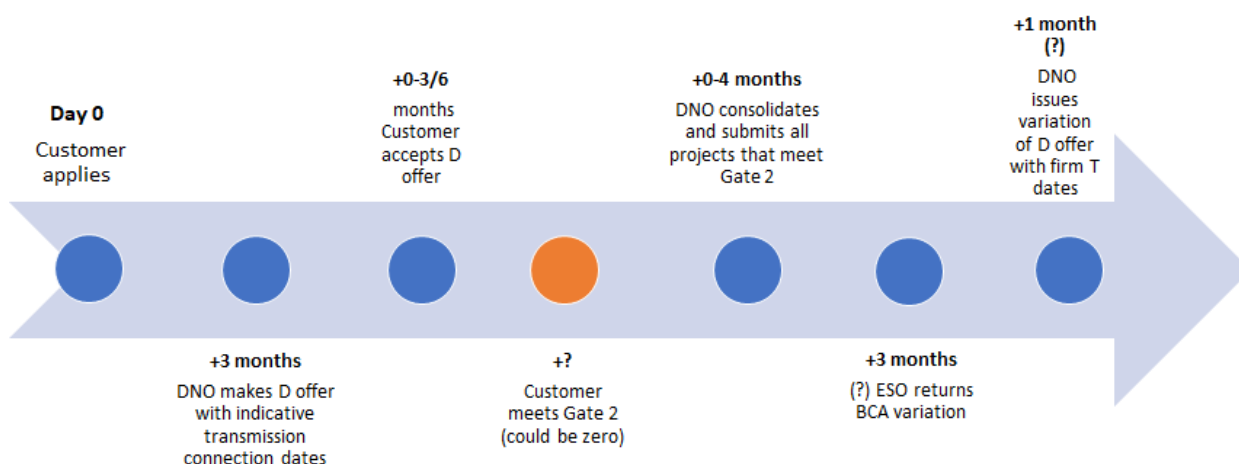 Day 0
Customer
applies
+3 months
DNO makes D offer
with indicative
transmission
connection dates
+0-3/6
months
Customer
accepts D
offer
+?
Customer
meets Gate 2
(could be zero)
+0-4 months
DNO consolidates
and submits all
projects that meet
Gate 2
+3 months
(?) ESO returns
BCA variation
+1 month
(?)
DNO
issues
variation
of D offer
with firm T
dates